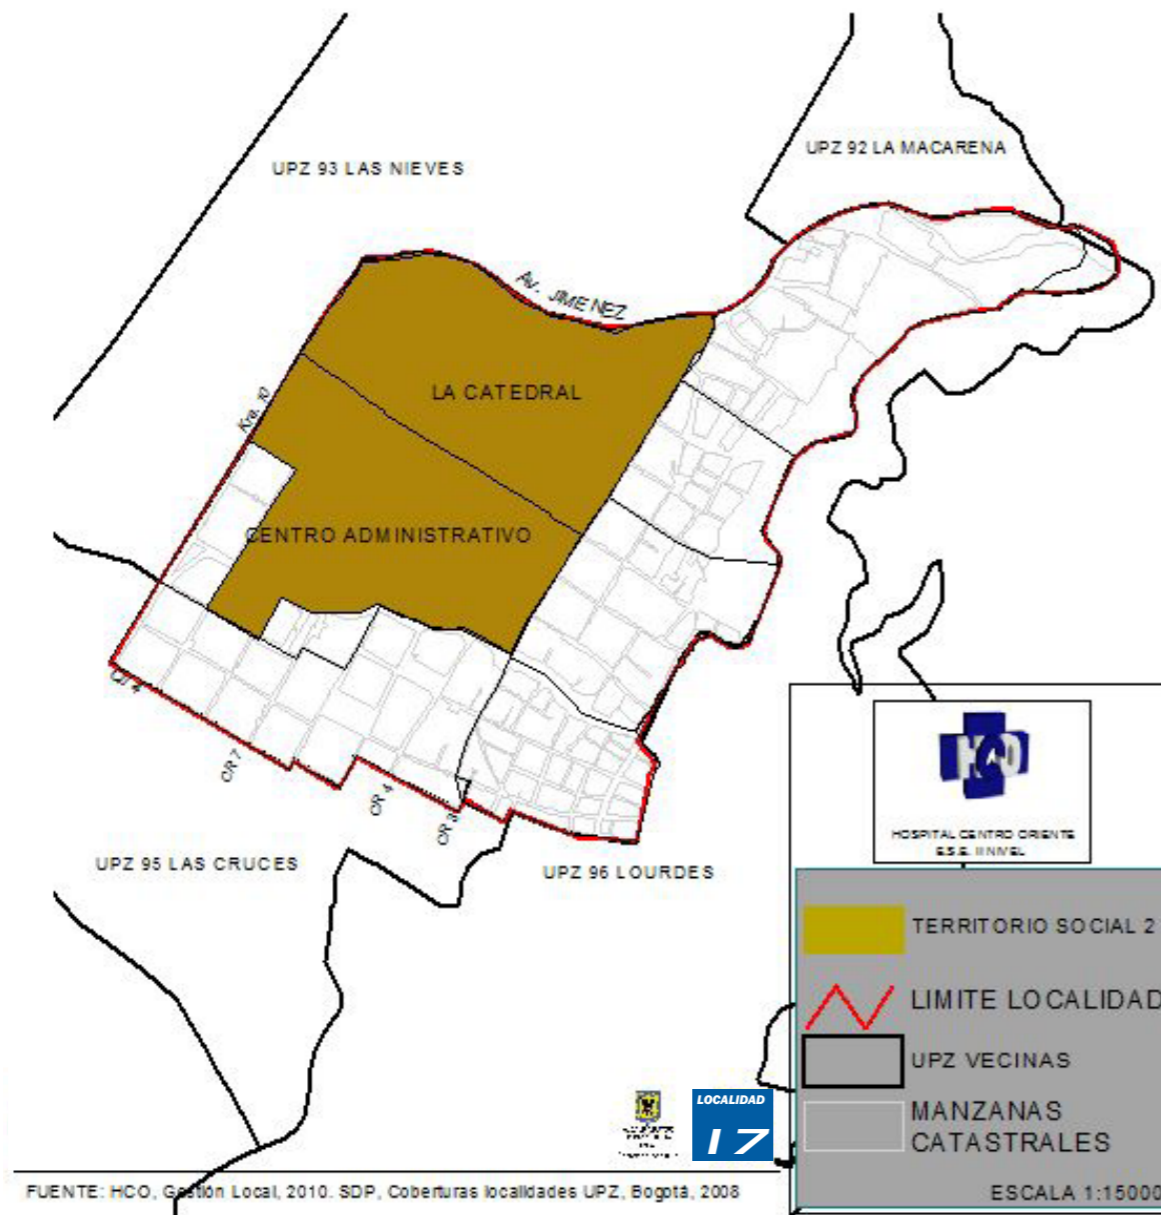 UPZ 93 LAS NIEVES
UPZ 92 LA MACARENA
Av. JIMENEZ
LA CATEDRAL
Kra. 10
CENTRO ADMINISTRATIVO
CR 7
CR 4
CR 3
UPZ 95 LAS CRUCES
UPZ 96 LOURDES
HCO
HOSPITAL CENTRO ORIENTE
E.S.E. II NIVEL
TERRITORIO SOCIAL 2
LIMITE LOCALIDAD
UPZ VECINAS
MANZANAS
CATASTRALES
LOCALIDAD
17
FUENTE: HCO, Gestión Local, 2010. SDP, Coberturas localidades UPZ, Bogotá, 2008
ESCALA 1:15000